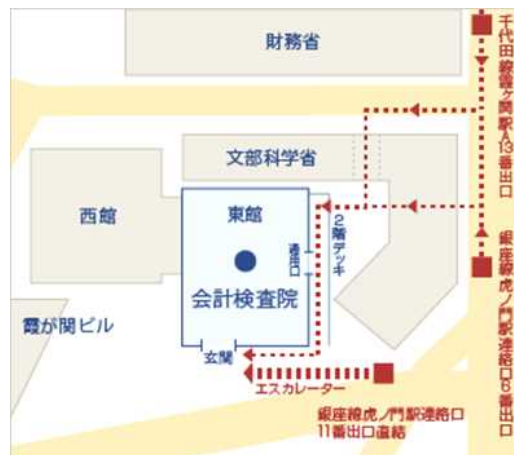 財務省
千代田線霞ヶ関駅A13番出口
文部科学省
西館
東館
2階デッキ
通用口
会計検査院
銀座線虎ノ門駅連絡口6番出口
霞が関ビル
玄関
エスカレーター
銀座線虎ノ門駅連絡口
11番出口直結